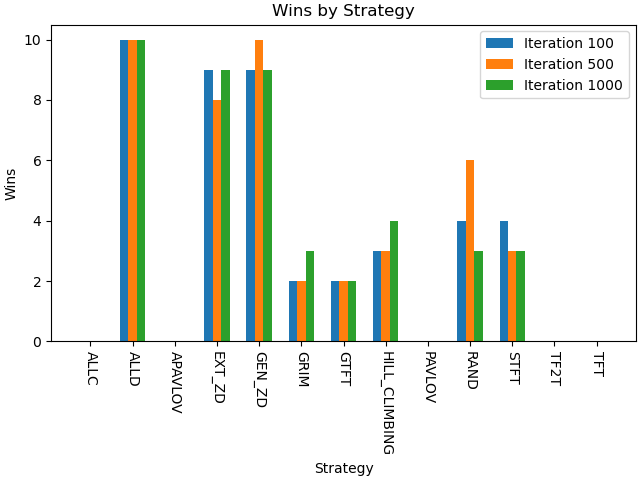 Wins by Strategy
Iteration 100
Iteration 500
Iteration 1000
Wins
10
8
6
4
2
0
ALLC
ALLD
APAVLOV
EXT_ZD
GEN_ZD
GRIM
GTFT
HILL_CLIMBING
PAVLOV
RAND
STFT
TF2T
TFT
Strategy